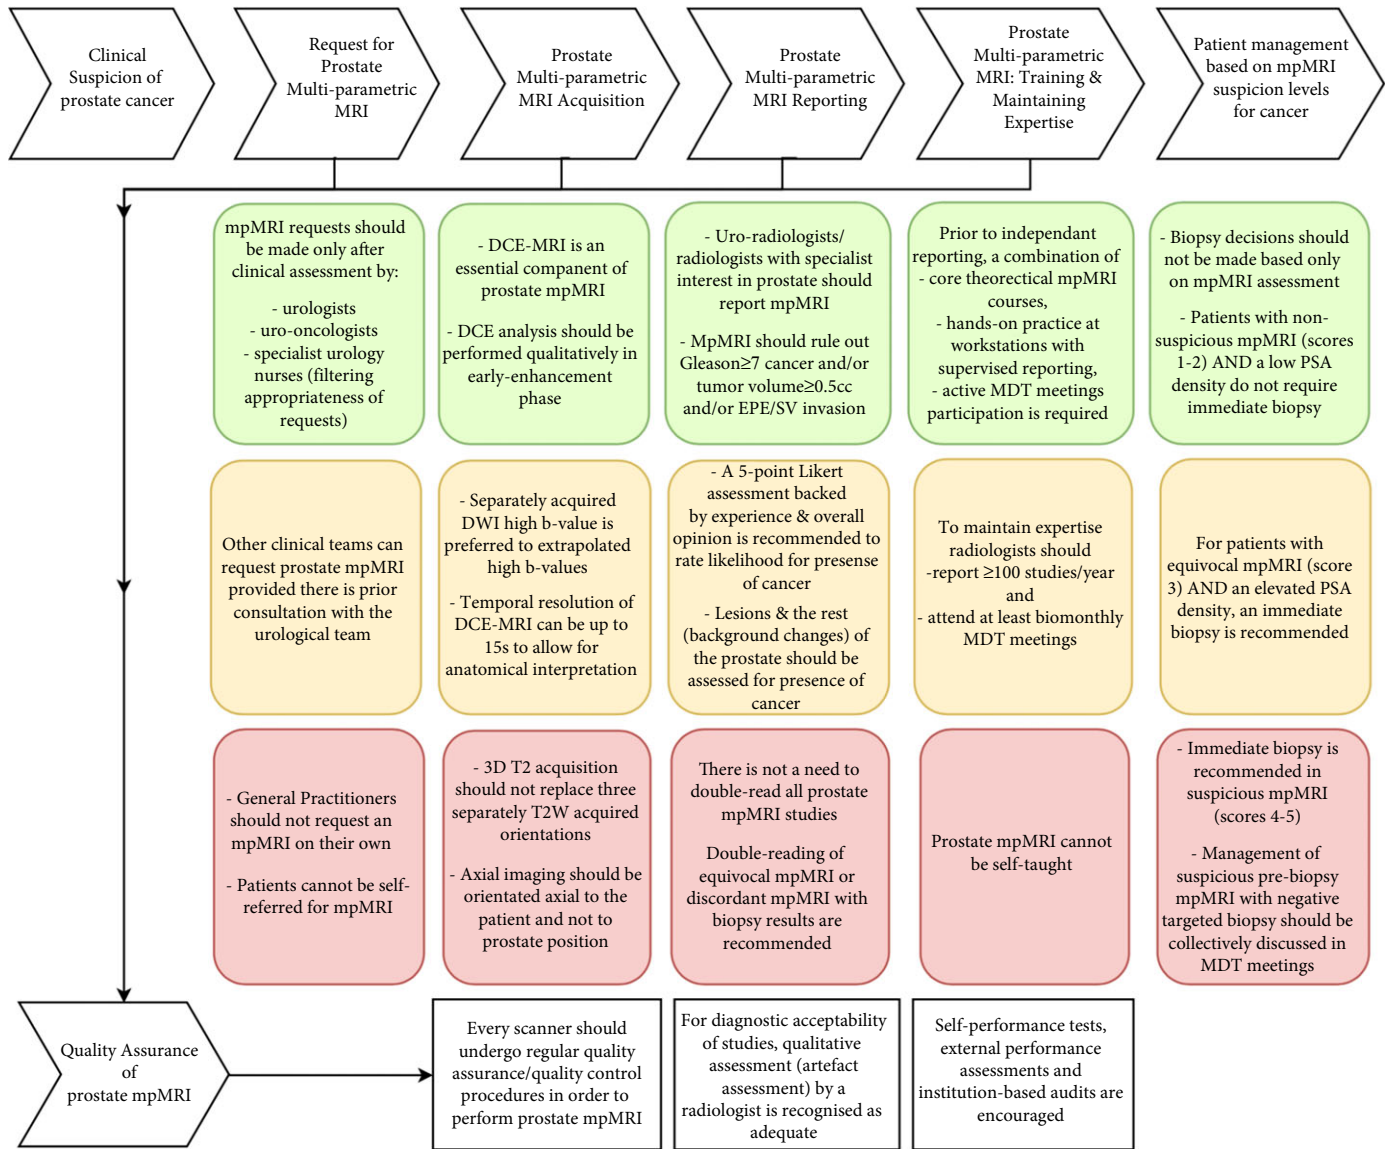 Clinical
Suspicion of
prostate cancer
Request for
Prostate
Multi-parametric
MRI
Prostate
Multi-parametric
MRI Acquisition
Prostate
Multi-parametric
MRI Reporting
Prostate
Multi-parametric
MRI: Training &
Maintaining
Expertise
Patient management
based on mpMRI
suspicion levels
for cancer
mpMRI requests should
be made only after
clinical assessment by:
- urologists
- uro-oncologists
- specialist urology
nurses (filtering
appropriateness of
requests)
- DCE-MRI is an
essential component of
prostate mpMRI
- DCE analysis should be
performed qualitatively in
early-enhancement
phase
- Uro-radiologists/
radiologists with specialist
interest in prostate should
report mpMRI
- MpMRI should rule out
Gleason≥7 cancer and/or
tumor volume≥0.5cc
and/or EPE/SV invasion
Prior to independant
reporting, a combination of
- core theorectical mpMRI
courses,
- hands-on practice at
workstations with
supervised reporting,
- active MDT meetings
participation is required
- Biopsy decisions should
not be made based only
on mpMRI assessment
- Patients with non-
suspicious mpMRI (scores
1-2) AND a low PSA
density do not require
immediate biopsy
Other clinical teams can
request prostate mpMRI
provided there is prior
consultation with the
urological team
- Separately acquired
DWI high b-value is
preferred to extrapolated
high b-values
- Temporal resolution of
DCE-MRI can be up to
15s to allow for
anatomical interpretation
- A 5-point Likert
assessment backed
by experience & overall
opinion is recommended to
rate likelihood for presense
of cancer
- Lesions & the rest
(background changes) of
the prostate should be
assessed for presence of
cancer
To maintain expertise
radiologists should
-report ≥100 studies/year
and
- attend at least biomonthly
MDT meetings
For patients with
equivocal mpMRI (score
3) AND an elevated PSA
density, an immediate
biopsy is recommended
- General Practitioners
should not request an
mpMRI on their own
- Patients cannot be self-
referred for mpMRI
- 3D T2 acquisition
should not replace three
separately T2W acquired
orientations
- Axial imaging should be
orientated axial to the
patient and not to
prostate position
There is not a need to
double-read all prostate
mpMRI studies
Double-reading of
equivocal mpMRI or
discordant mpMRI with
biopsy results are
recommended
Prostate mpMRI cannot
be self-taught
- Immediate biopsy is
recommended in
suspicious mpMRI
(scores 4-5)
- Management of
suspicious pre-biopsy
mpMRI with negative
targeted biopsy should be
collectively discussed in
MDT meetings
Quality Assurance
of
prostate mpMRI
Every scanner should
undergo regular quality
assurance/quality control
procedures in order to
perform prostate mpMRI
For diagnostic acceptability
of studies, qualitative
assessment (artefact
assessment) by a
radiologist is recognised as
adequate
Self-performance tests,
external performance
assessments and
institution-based audits are
encouraged